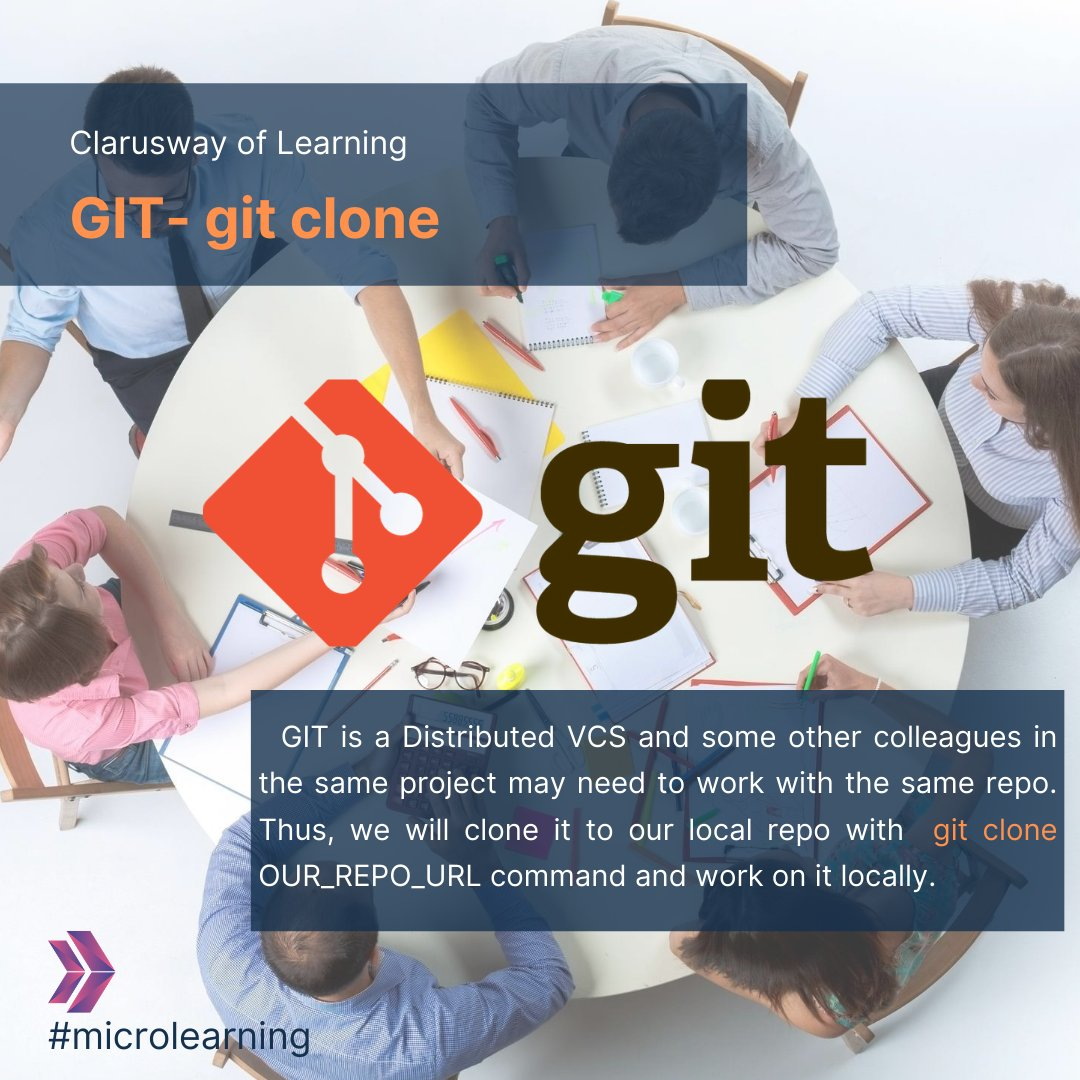 Clarusway of Learning
GIT- git clone
git
GIT is a Distributed VCS and some other colleagues in
the same project may need to work with the same repo.
Thus, we will clone it to our local repo with git clone
OUR_REPO_URL command and work on it locally.
#microlearning